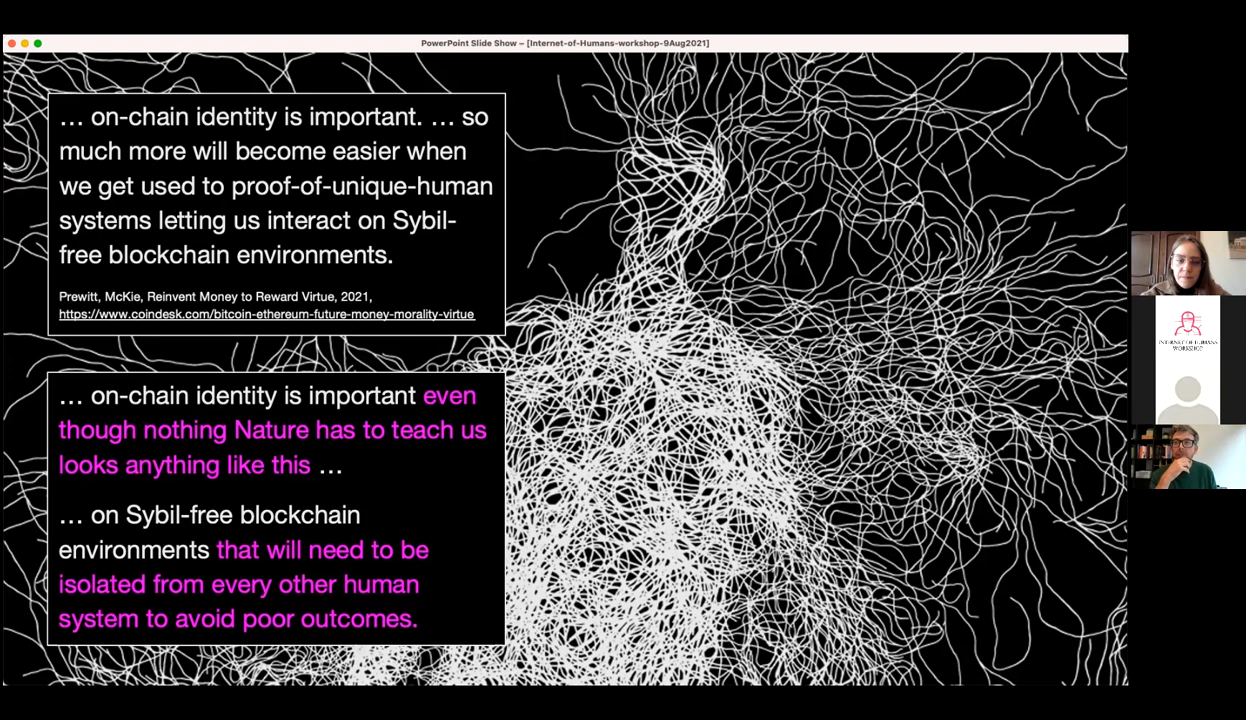 PowerPoint Slide Show – [Internet-of-Humans-workshop-9Aug2021]
… on-chain identity is important. … so
much more will become easier when
we get used to proof-of-unique-human
systems letting us interact on Sybil-
free blockchain environments.
Prewitt, McKie, Reinvent Money to Reward Virtue, 2021,
https://www.coindesk.com/bitcoin-ethereum-future-money-morality-virtue
… on-chain identity is important even
though nothing Nature has to teach us
looks anything like this …
… on Sybil-free blockchain
environments that will need to be
isolated from every other human
system to avoid poor outcomes.
INTERNET OF HUMANS
WORKSHOP